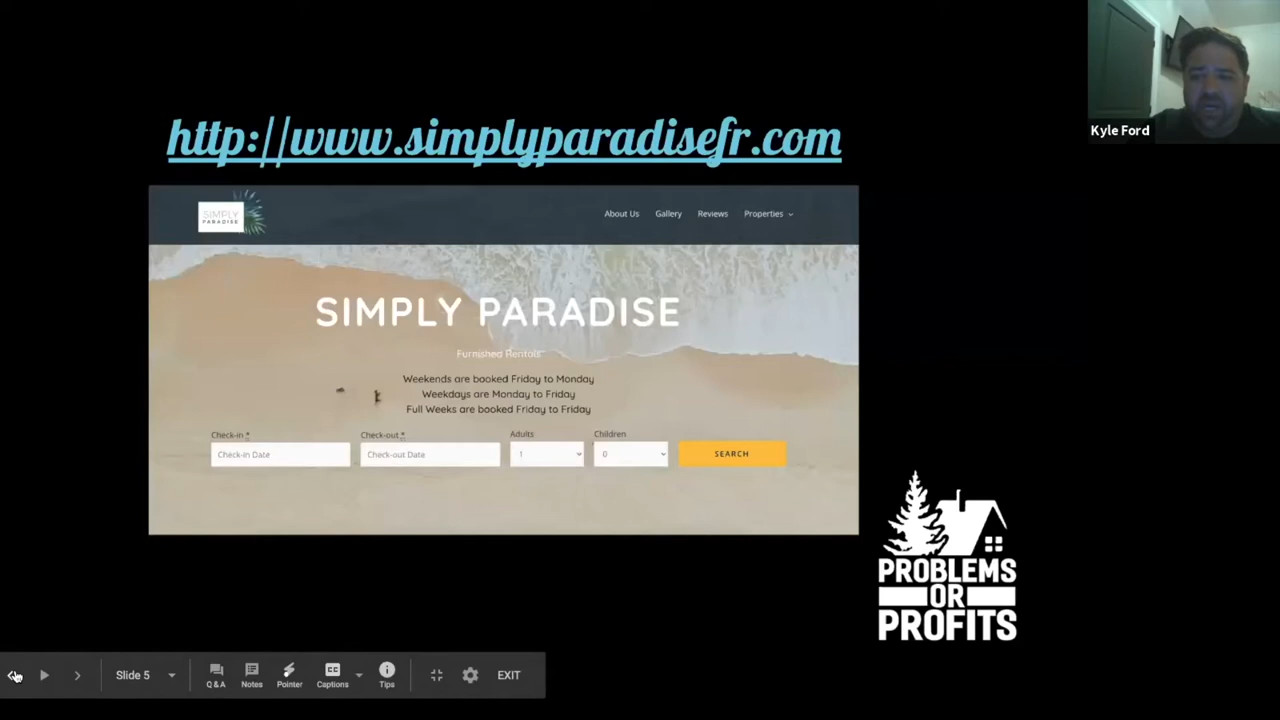 http://www.simplyparadisefr.com
Kyle Ford
SIMPLY
PARADISE
About Us Gallery Reviews Properties
SIMPLY PARADISE
Furnished Rentals
Weekends are booked Friday to Monday
Weekdays are Monday to Friday
Full Weeks are booked Friday to Friday
Check-in * Check-out * Adults Children
Check-in Date Check-out Date 1 0 SEARCH
PROBLEMS
OR
PROFITS
Slide 5 Q & A Notes Pointer CC Captions Tips EXIT